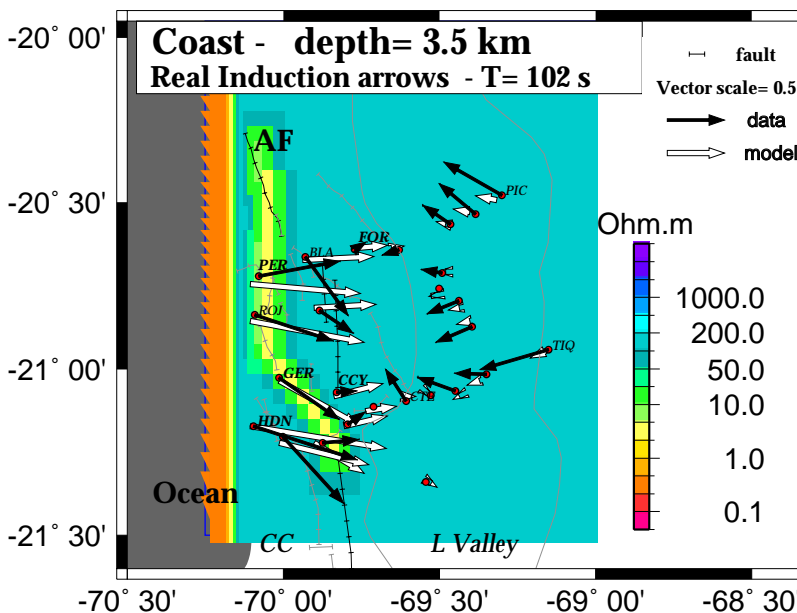 -20° 00'
Coast - depth= 3.5 km
Real Induction arrows - T= 102 s
fault
Vector scale= 0.5
data
model
AF
-20° 30'
PIC
Ohm.m
FOR
BLA
PER
1000.0
ROJ
200.0
-21° 00'
TIQ
50.0
GER
CCY
10.0
HDN
1.0
Ocean
0.1
-21° 30'
CC
L Valley
-70° 30'
-70° 00'
-69° 30'
-69° 00'
-68° 30'